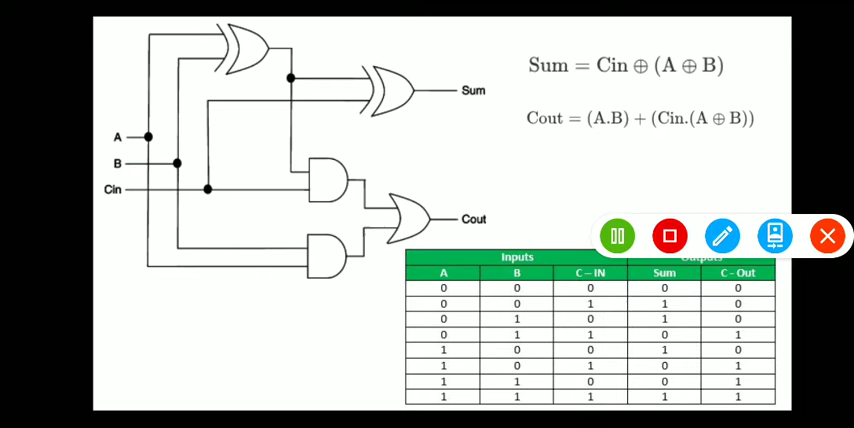 Sum = Cin ⊕ (A ⊕ B)
Sum
Cout = (A.B) + (Cin.(A ⊕ B))
A
B
Cin
Cout
Inputs Outputs
A B C – IN Sum C - Out
0 0 0 0 0
0 0 1 1 0
0 1 0 1 0
0 1 1 0 1
1 0 0 1 0
1 0 1 0 1
1 1 0 0 1
1 1 1 1 1